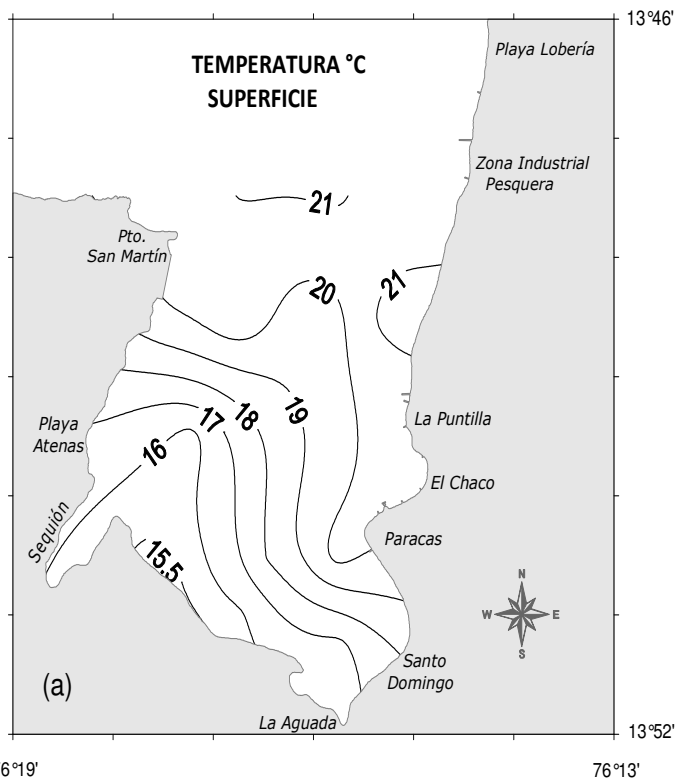 13°46'
TEMPERATURA °C
SUPERFICIE
Playa Lobería
Zona Industrial
Pesquera
21
Pto.
San Martín
20
21
19
18
17
16
La Puntilla
Playa
Atenas
El Chaco
Sequión
Paracas
15.5
N
W
E
S
Santo
Domingo
(a)
La Aguada
13°52'
6°19'
76°13'